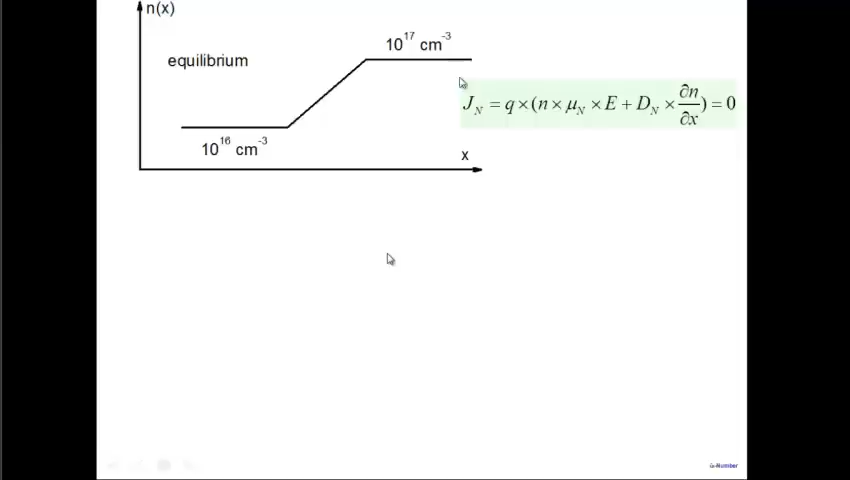 n(x)
10^17 cm^-3
equilibrium
J_N = q×(n×μ_N×E+D_N×∂n/∂x)=0
10^16 cm^-3
x